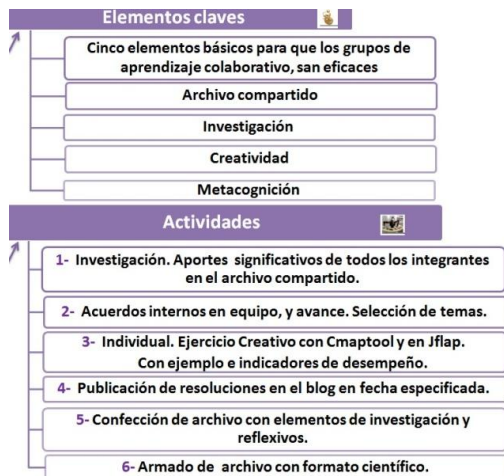 Elementos claves
Cinco elementos básicos para que los grupos de
aprendizaje colaborativo, san eficaces
Archivo compartido
Investigación
Creatividad
Metacognición
Actividades
1- Investigación. Aportes significativos de todos los integrantes
en el archivo compartido.
2- Acuerdos internos en equipo, y avance. Selección de temas.
3- Individual. Ejercicio Creativo con Cmaptool y en Jflap.
Con ejemplo e indicadores de desempeño.
4- Publicación de resoluciones en el blog en fecha especificada.
5- Confección de archivo con elementos de investigación y
reflexivos.
6- Armado de archivo con formato científico.